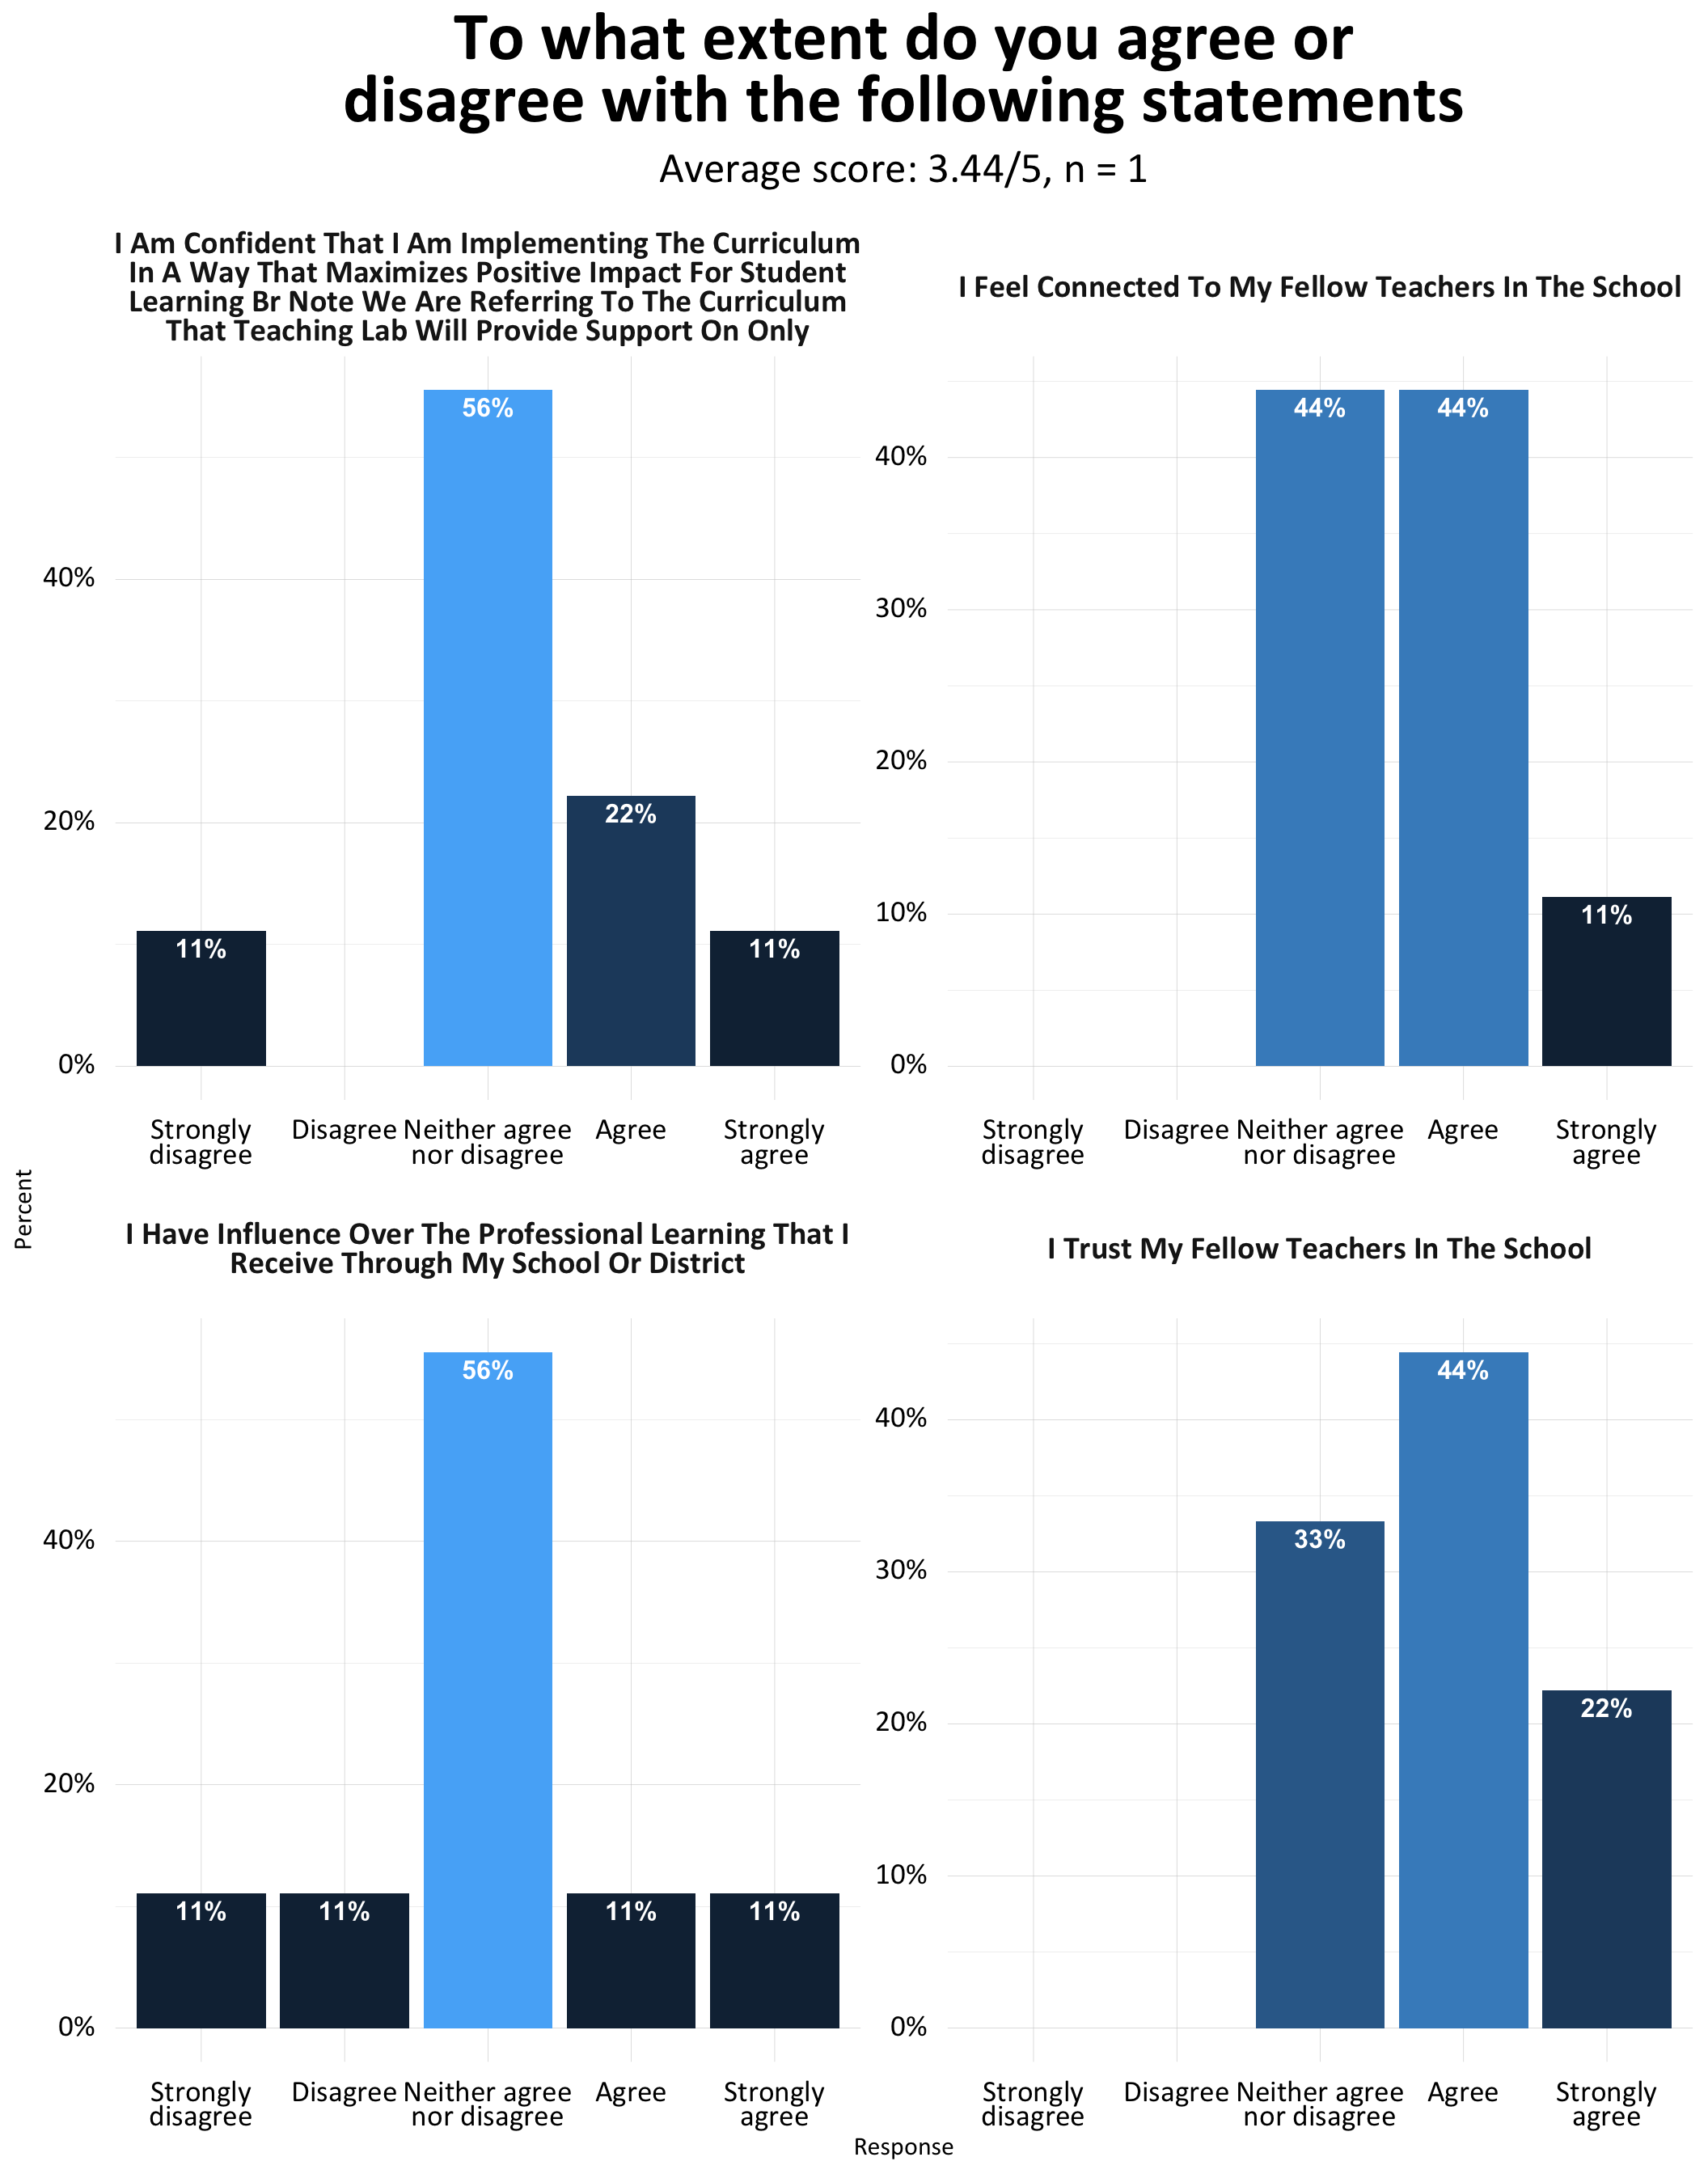 To what extent do you agree or
disagree with the following statements
Average score: 3.44/5, n = 1
I Am Confident That I Am Implementing The Curriculum
In A Way That Maximizes Positive Impact For Student
Learning Br Note We Are Referring To The Curriculum
That Teaching Lab Will Provide Support On Only
56%
40%
22%
20%
11%
11%
0%
Strongly
disagree
Disagree
Neither agree
nor disagree
Agree
Strongly
agree
I Feel Connected To My Fellow Teachers In The School
44%
44%
40%
30%
20%
10%
11%
0%
Strongly
disagree
Disagree
Neither agree
nor disagree
Agree
Strongly
agree
Percent
I Have Influence Over The Professional Learning That I
Receive Through My School Or District
56%
40%
20%
11%
11%
11%
11%
0%
Strongly
disagree
Disagree
Neither agree
nor disagree
Agree
Strongly
agree
I Trust My Fellow Teachers In The School
44%
40%
33%
30%
22%
20%
10%
0%
Strongly
disagree
Disagree
Neither agree
nor disagree
Agree
Strongly
agree
Response